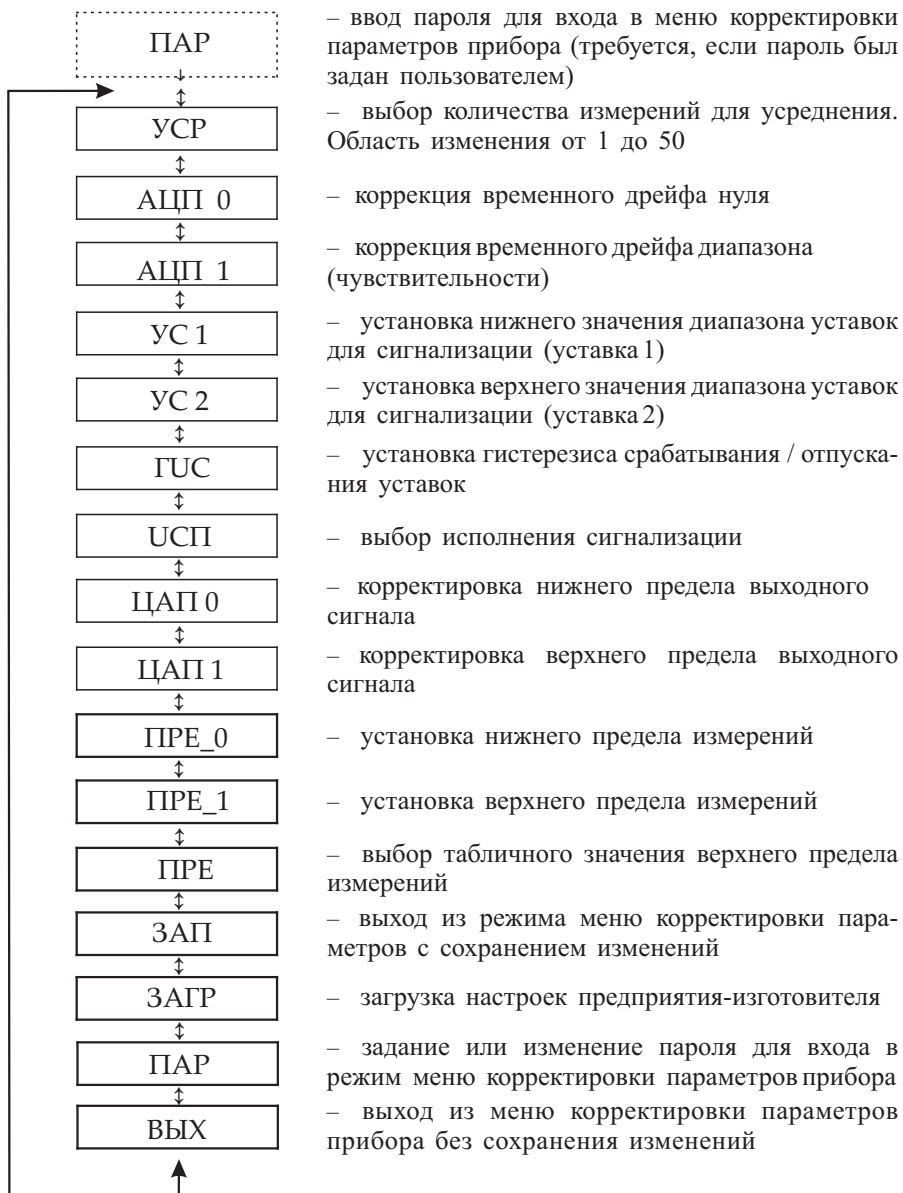 ПАР
– ввод пароля для входа в меню корректировки
параметров прибора (требуется, если пароль был
задан пользователем)
УСР
– выбор количества измерений для усреднения.
Область изменения от 1 до 50
АЦП 0
– коррекция временного дрейфа нуля
АЦП 1
– коррекция временного дрейфа диапазона
(чувствительности)
УС 1
– установка нижнего значения диапазона уставок
для сигнализации (уставка 1)
УС 2
– установка верхнего значения диапазона уставок
для сигнализации (уставка 2)
ГUС
– установка гистерезиса срабатывания / отпуска-
ния уставок
UСП
– выбор исполнения сигнализации
ЦАП 0
– корректировка нижнего предела выходного
сигнала
ЦАП 1
– корректировка верхнего предела выходного
сигнала
ПРЕ_0
– установка нижнего предела измерений
ПРЕ_1
– установка верхнего предела измерений
ПРЕ
– выбор табличного значения верхнего предела
измерений
ЗАП
– выход из режима меню корректировки пара-
метров с сохранением изменений
ЗАГР
– загрузка настроек предприятия-изготовителя
ПАР
– задание или изменение пароля для входа в
режим меню корректировки параметров прибора
ВЫХ
– выход из меню корректировки параметров
прибора без сохранения изменений